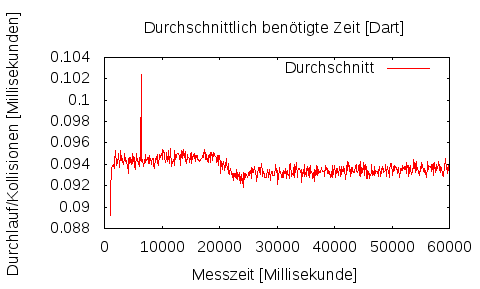 Durchschnittlich benötigte Zeit [Dart]
Durchlauf/Kollisionen [Millisekunden]
Durchschnitt
0.104
0.102
0.1
0.098
0.096
0.094
0.092
0.09
0.088
0 10000 20000 30000 40000 50000 60000
Messzeit [Millisekunde]